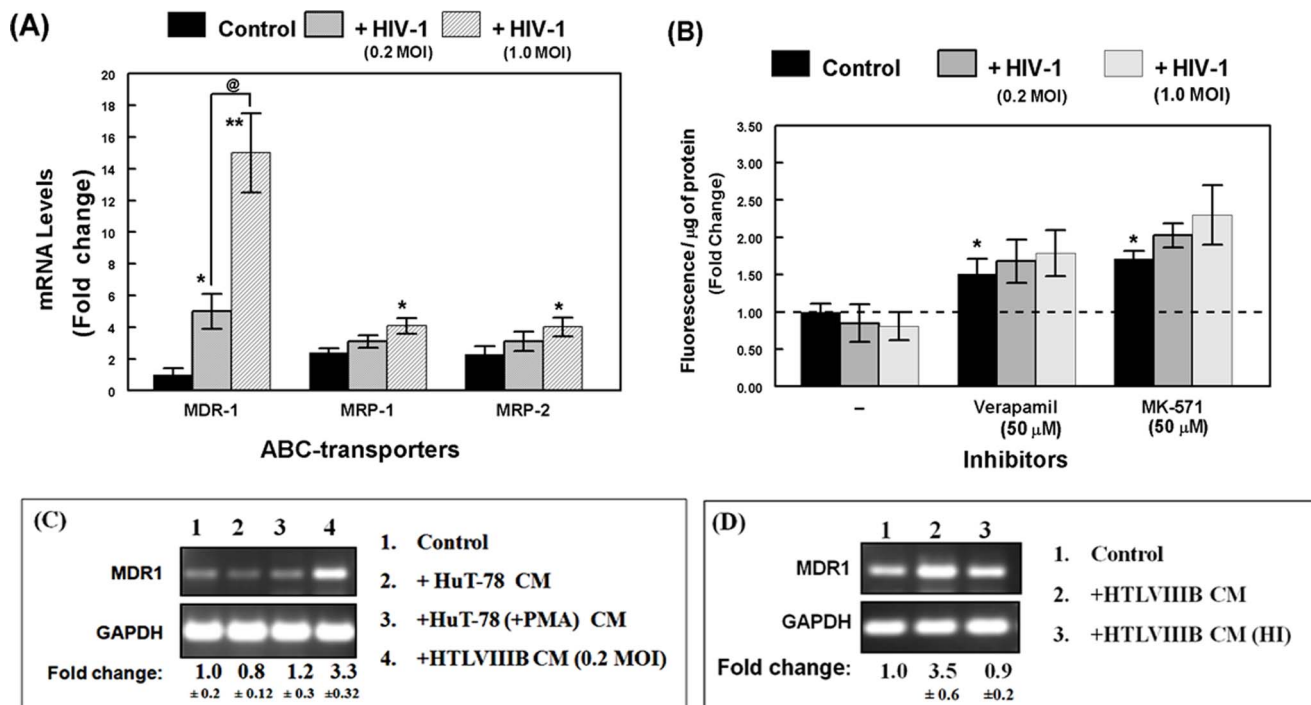 (A)
Control + HIV-1 + HIV-1
(0.2 MOI) (1.0 MOI)
mRNA Levels
(Fold change)
20
18
16
14
12
10
8
6
4
2
0
@
**
*
*
*
MDR-1 MRP-1 MRP-2
ABC-transporters
(B)
Control + HIV-1 + HIV-1
(0.2 MOI) (1.0 MOI)
Fluorescence / µg of protein
(Fold Change)
3.50
3.00
2.50
2.00
1.50
1.00
0.50
0.00
*
*
– Verapamil MK-571
(50 µM) (50 µM)
Inhibitors
(C)
1 2 3 4
MDR1
GAPDH
Fold change: 1.0 0.8 1.2 3.3
± 0.2 ± 0.12 ± 0.3 ±0.32
1. Control
2. + HuT-78 CM
3. +HuT-78 (+PMA) CM
4. +HTLVIIIB CM (0.2 MOI)
(D)
1 2 3
MDR1
GAPDH
Fold change: 1.0 3.5 0.9
± 0.6 ±0.2
1. Control
2. +HTLVIIIB CM
3. +HTLVIIIB CM (HI)